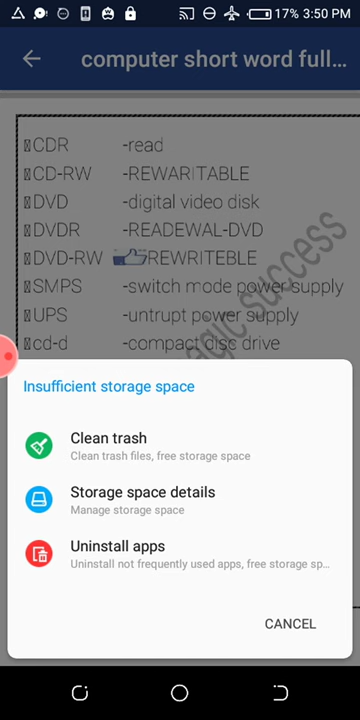 17% 3:50 PM
computer short word full...
CDR -read
CD-RW -REWARITABLE
DVD -digital video disk
DVDR -READEWAL-DVD
DVD-RW REWRITEBLE
SMPS -switch mode power supply
UPS -untrupt power supply
cd-d -compact disc drive
agic success
Insufficient storage space
Clean trash
Clean trash files, free storage space
Storage space details
Manage storage space
Uninstall apps
Uninstall not frequently used apps, free storage sp...
CANCEL